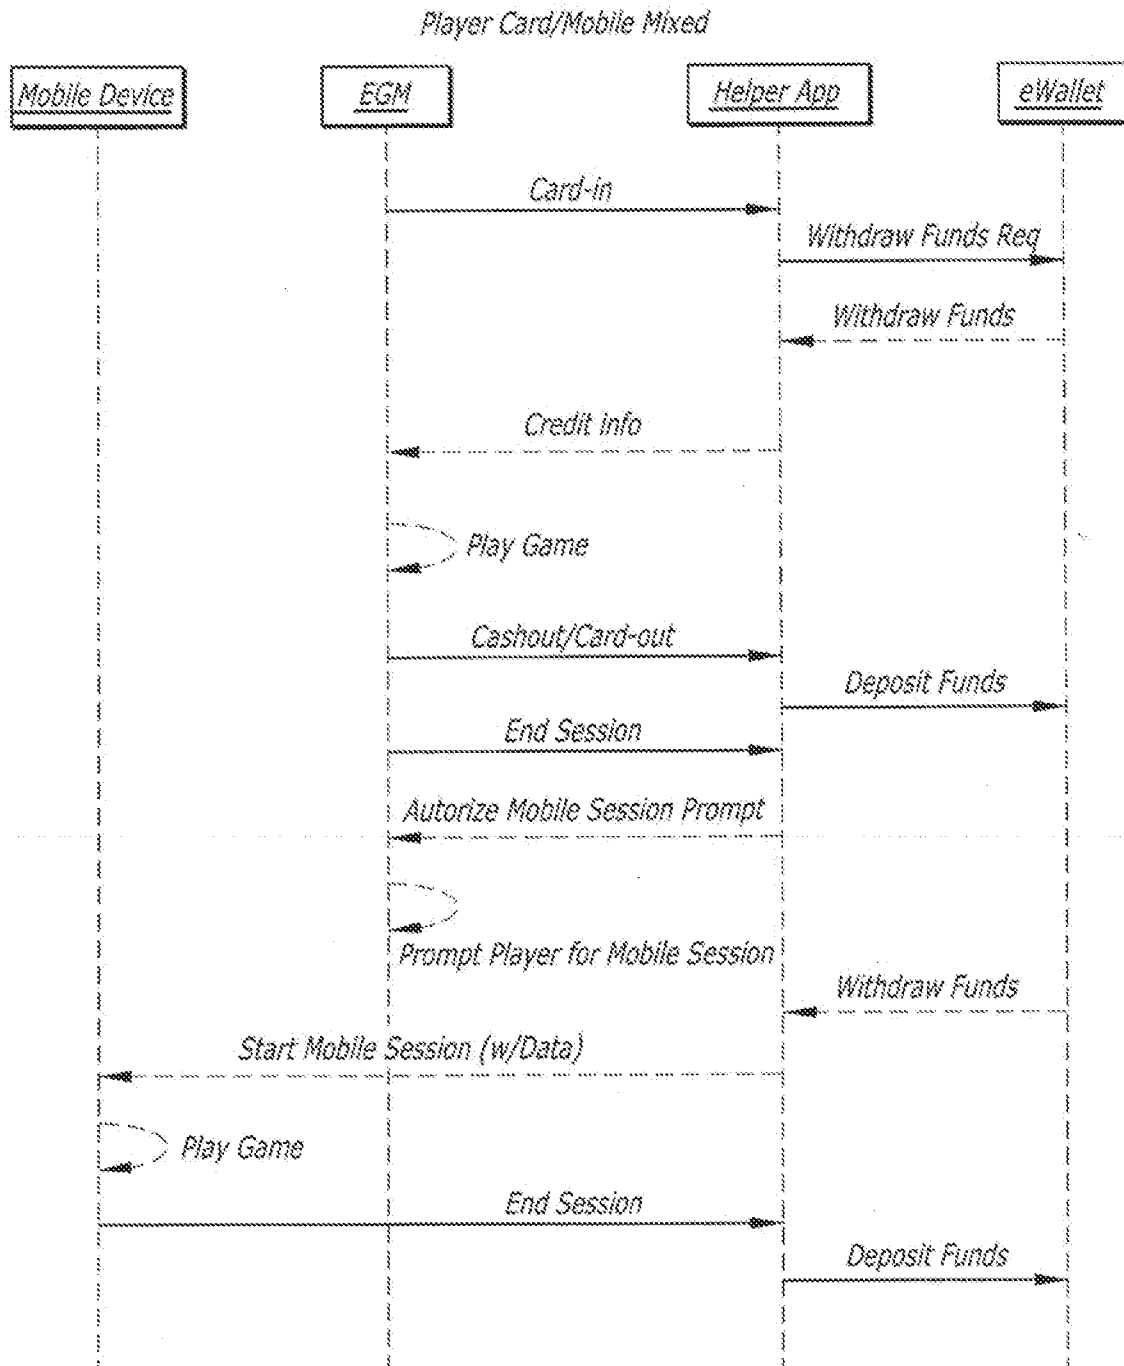 Player Card/Mobile Mixed
Mobile Device
EGM
Helper App
eWallet
Card-in
Withdraw Funds Req
Withdraw Funds
Credit info
Play Game
Cashout/Card-out
Deposit Funds
End Session
Autorize Mobile Session Prompt
Prompt Player for Mobile Session
Withdraw Funds
Start Mobile Session (w/Data)
Play Game
End Session
Deposit Funds